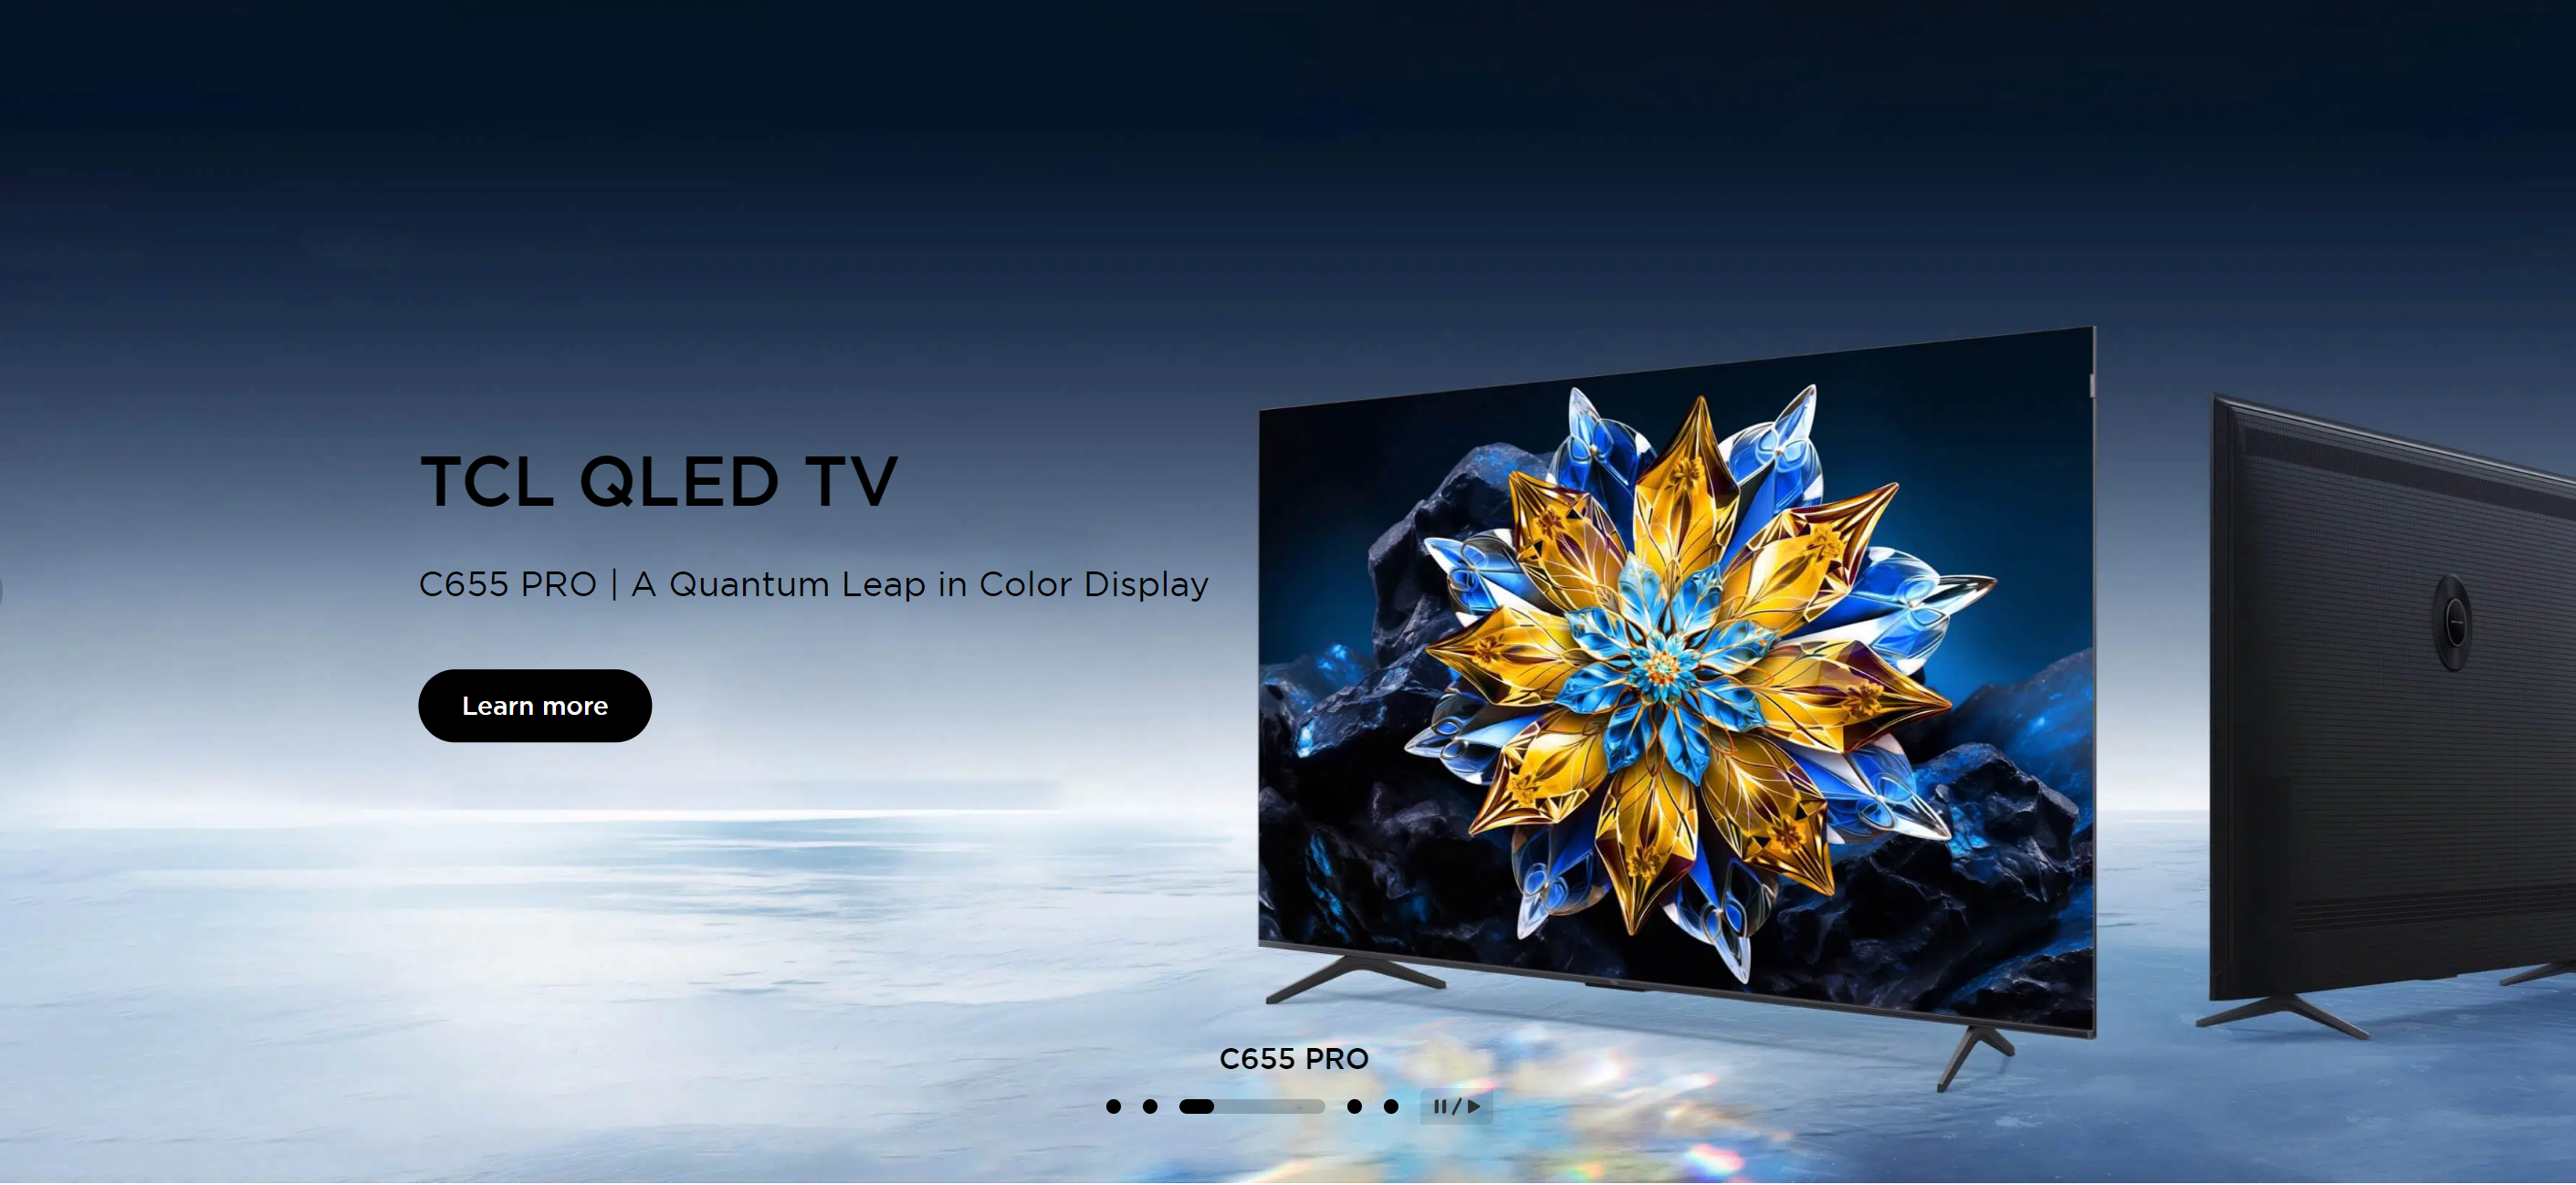 TCL QLED TV
C655 PRO | A Quantum Leap in Color Display
Learn more
C655 PRO